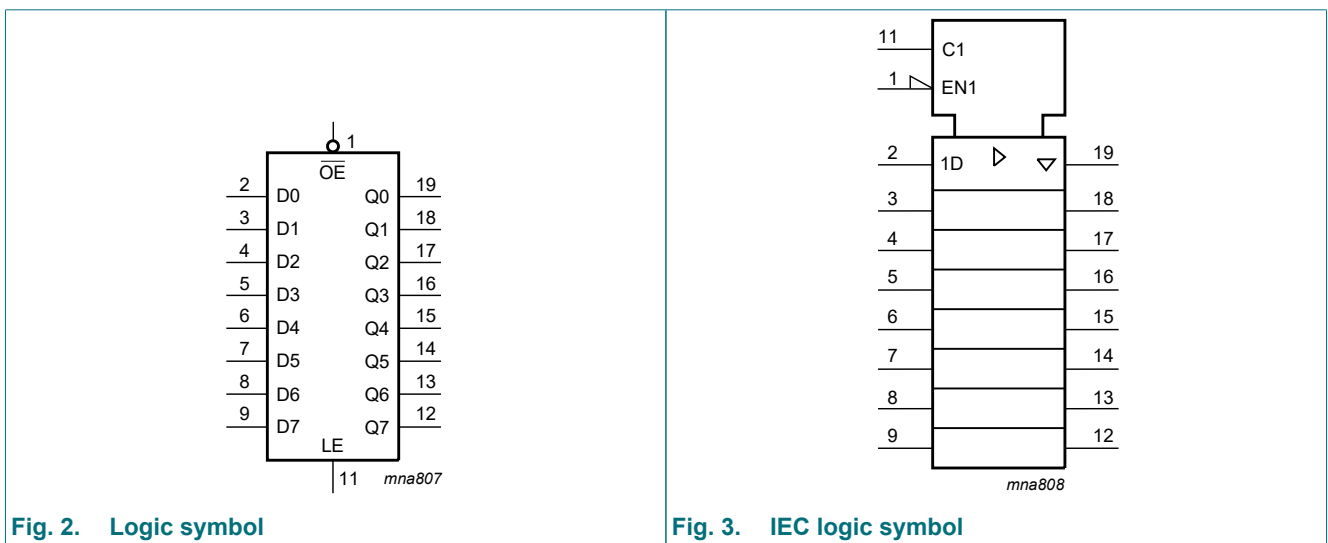 1
O̅E̅
2 D0 Q0 19
3 D1 Q1 18
4 D2 Q2 17
5 D3 Q3 16
6 D4 Q4 15
7 D5 Q5 14
8 D6 Q6 13
9 D7 Q7 12
LE
11 mna807
Fig. 2. Logic symbol
11 C1
1 EN1
2 1D 19
3 18
4 17
5 16
6 15
7 14
8 13
9 12
mna808
Fig. 3. IEC logic symbol